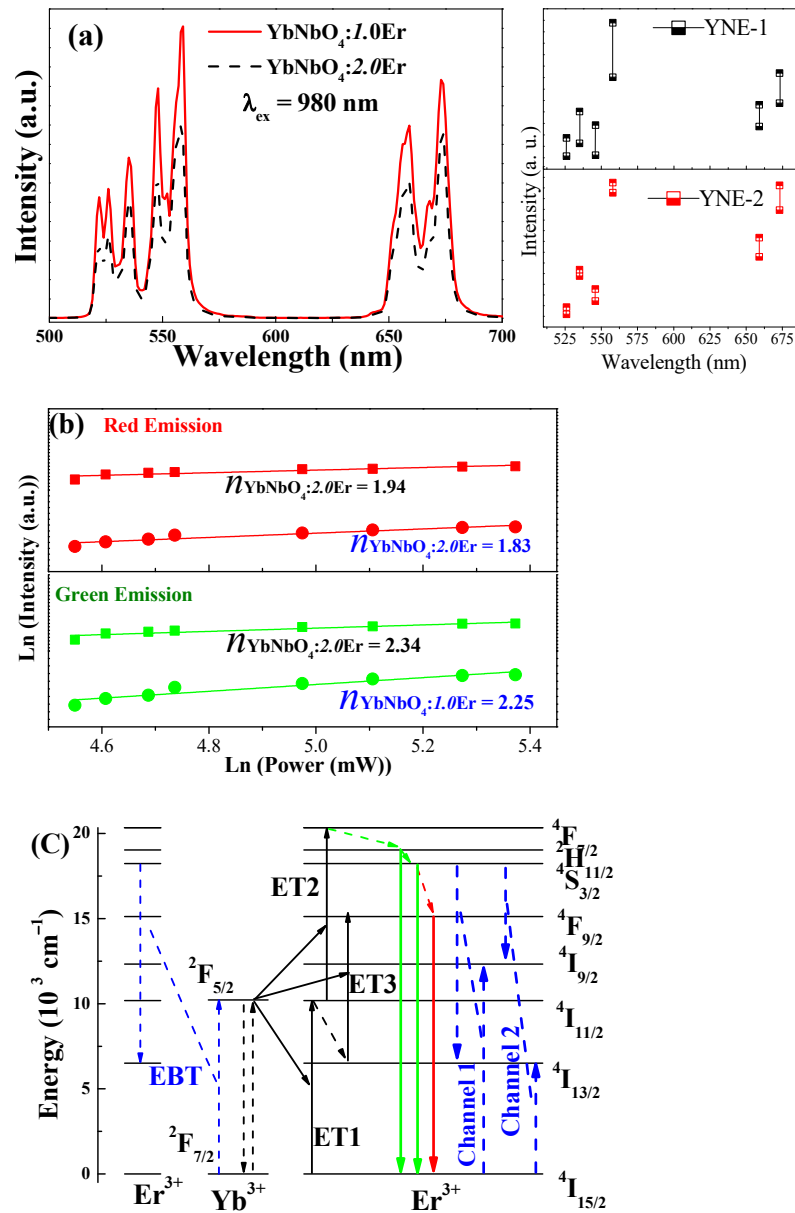 (a)
YbNbO₄:1.0Er
YbNbO₄:2.0Er
λex = 980 nm
Intensity (a.u.)
500 550 600 650 700
Wavelength (nm)
YNE-1
YNE-2
Intensity (a. u.)
525 550 575 600 625 650 675
Wavelength (nm)
(b) Red Emission
nYbNbO₄:2.0Er = 1.94
nYbNbO₄:2.0Er = 1.83
Green Emission
nYbNbO₄:2.0Er = 2.34
nYbNbO₄:1.0Er = 2.25
Ln (Intensity (a.u.))
4.6 4.8 5.0 5.2 5.4
Ln (Power (mW))
(C)
Energy (10³ cm⁻¹)
20
15
10
5
0
⁴F₇/₂
²H₁₁/₂
⁴S₃/₂
⁴F₉/₂
⁴I₉/₂
⁴I₁₁/₂
⁴I₁₃/₂
⁴I₁₅/₂
ET2
²F₅/₂
ET3
EBT
²F₇/₂
ET1
Channel 1
Channel 2
Er³⁺ Yb³⁺ Er³⁺